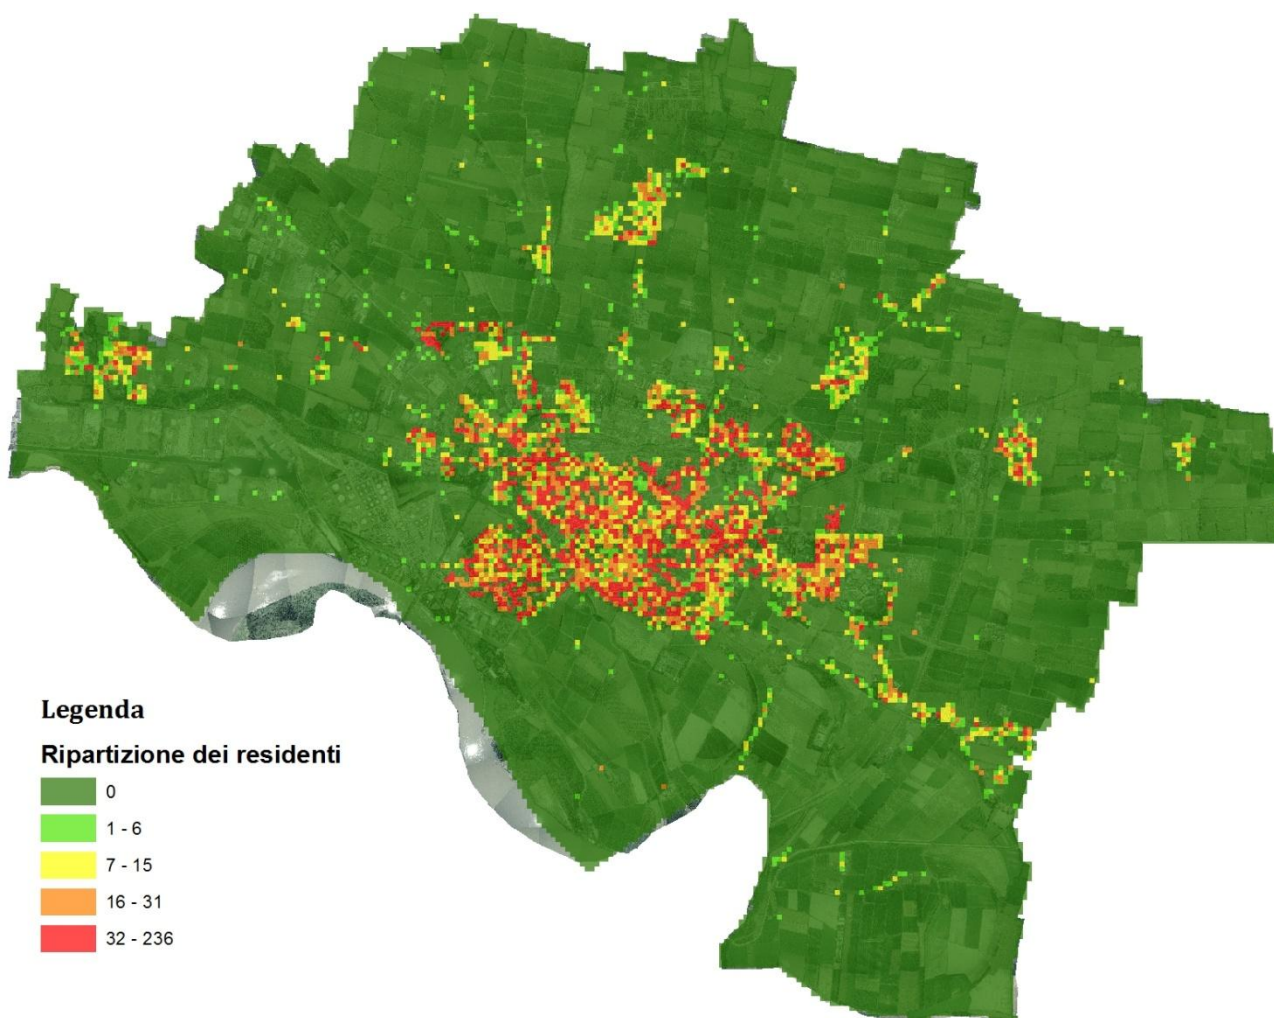 Legenda
Ripartizione dei residenti
0
1 - 6
7 - 15
16 - 31
32 - 236